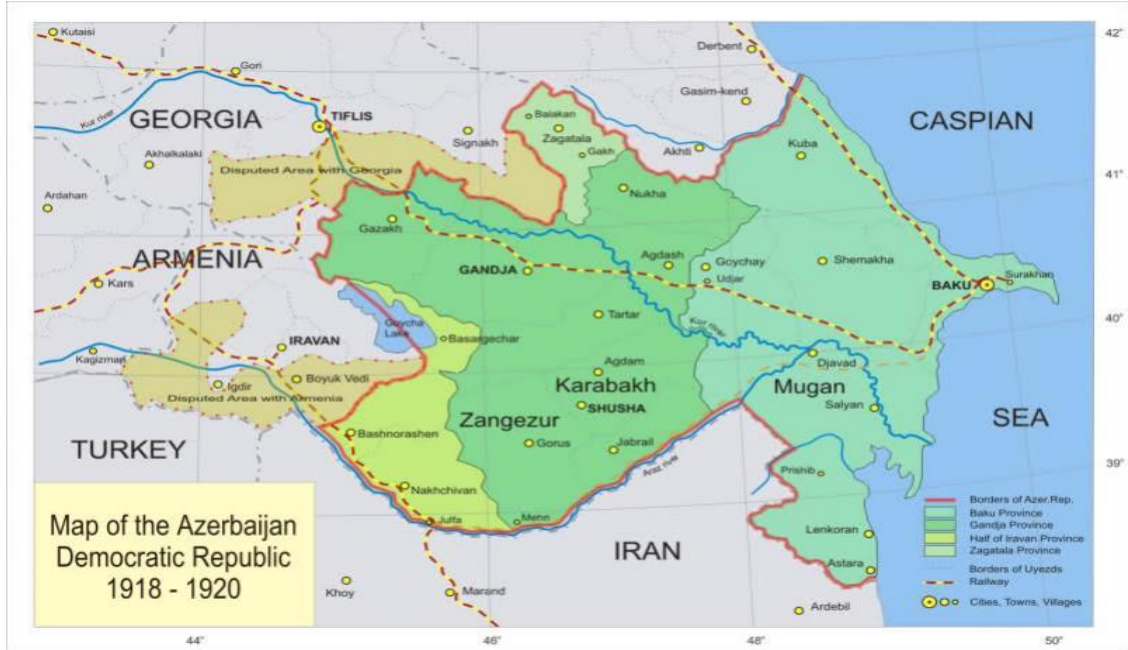 Kutaisi
42°
Derbent
Gori
Gasim-kend
Kur river
GEORGIA
TIFLIS
Balakan
CASPIAN
Zagatala
Signakh
Gakh
Akhti
Kuba
Akhalkalaki
Disputed Area with Georgia
41°
Nukha
Ardahan
Gazakh
ARMENIA
Agdash
Goychay
Shemakha
GANDJA
Udjar
Surakhan
Kars
BAKU
Goycha
Lake
Tartar
Kur river
40°
IRAVAN
Basargechar
Kagizman
Djavad
Agdam
Boyuk Vedi
Igdir
Karabakh
Mugan
Disputed Area with Armenia
SHUSHA
Salyan
Zangezur
SEA
Bashnorashen
TURKEY
Gorus
Jabrail
Araz river
39°
Prishib
Nakhchivan
Borders of Azer.Rep.
Baku Province
Gandja Province
Half of Iravan Province
Zagatala Province
Borders of Uyezds
Railway
Cities, Towns, Villages
Julfa
Mehri
Lenkoran
Map of the Azerbaijan
Democratic Republic
1918 - 1920
IRAN
Astara
Khoy
Marand
Ardebil
44°
46°
48°
50°